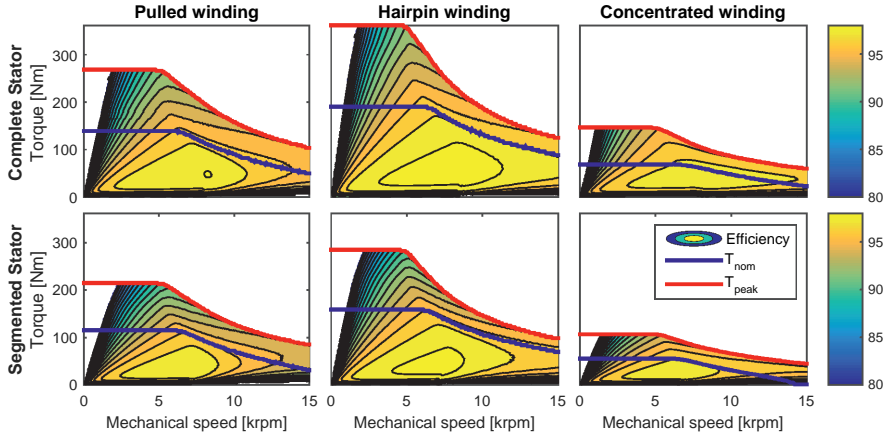 Pulled winding
Hairpin winding
Concentrated winding
Complete Stator
Torque [Nm]
300
200
100
0
95
90
85
80
Segmented Stator
Torque [Nm]
300
200
100
0
0 5 10 15
Mechanical speed [krpm]
0 5 10 15
Mechanical speed [krpm]
0 5 10 15
Mechanical speed [krpm]
Efficiency
T_nom
T_peak
95
90
85
80